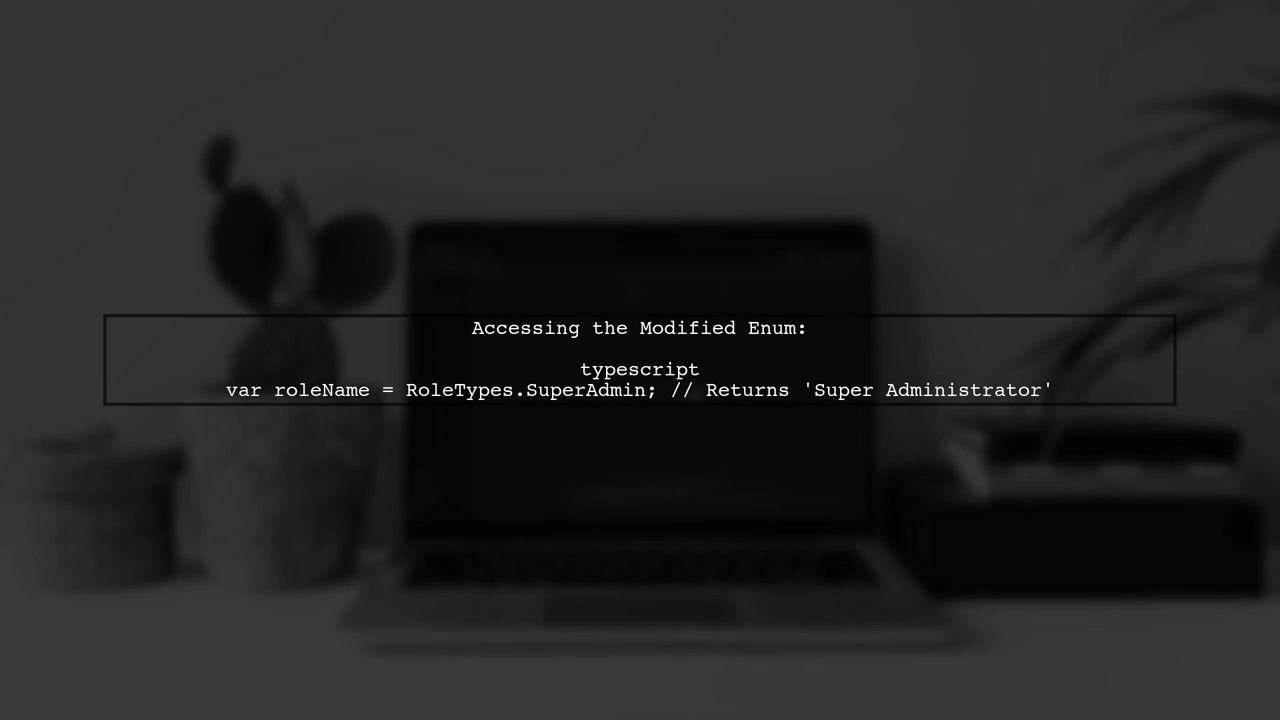 Accessing the Modified Enum:
typescript
var roleName = RoleTypes.SuperAdmin; // Returns 'Super Administrator'